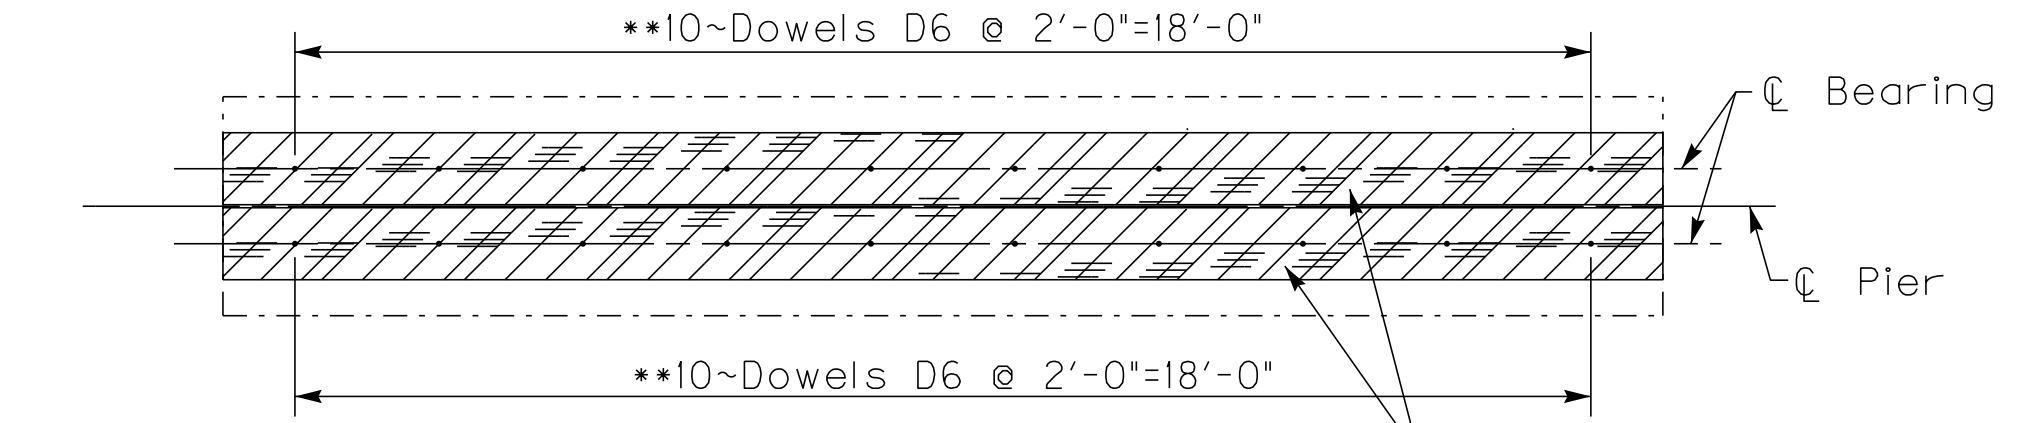 **10~Dowels D6 @ 2'-0"=18'-0"
℄ Bearing
℄ Pier
**10~Dowels D6 @ 2'-0"=18'-0"